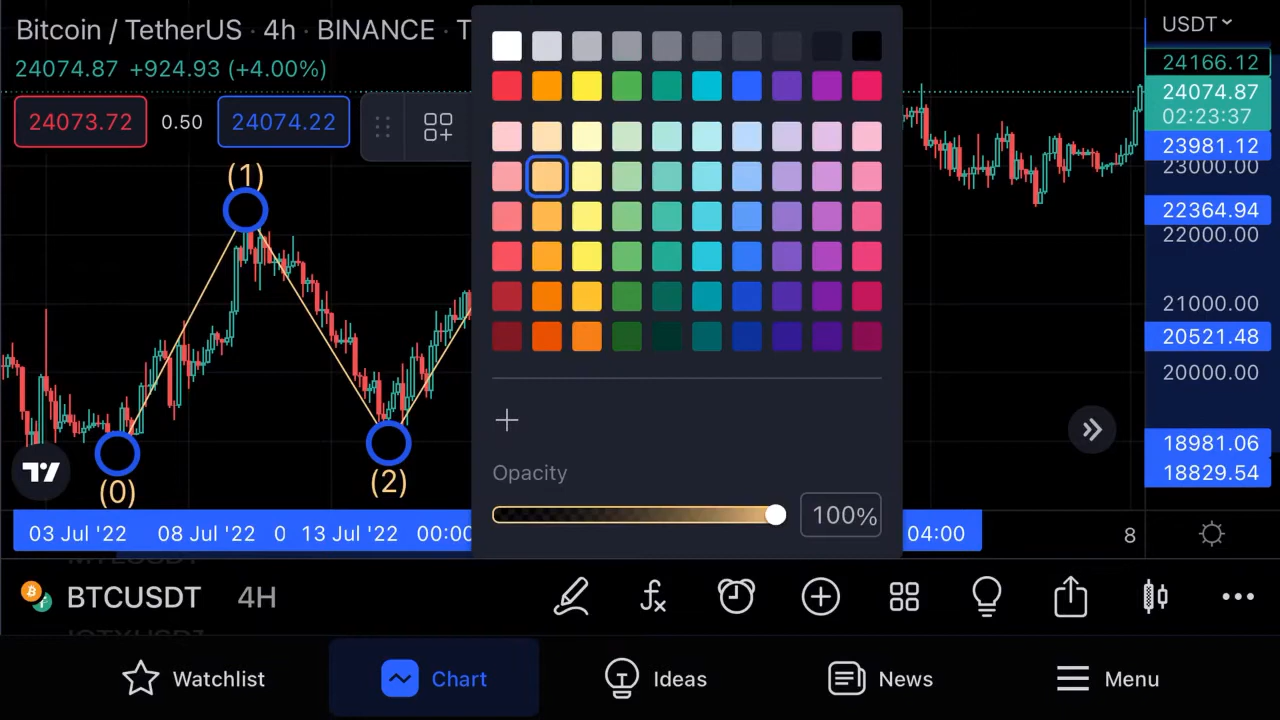 Bitcoin / TetherUS · 4h · BINANCE · T
USDT
24074.87 +924.93 (+4.00%)
24166.12
24074.87
02:23:37
24073.72 0.50 24074.22
23981.12
23000.00
(1)
22364.94
22000.00
21000.00
20521.48
20000.00
18981.06
18829.54
(0)
(2)
Opacity
100%
03 Jul '22 08 Jul '22 0 13 Jul '22 00:00 04:00 8
BTCUSDT 4H
Watchlist Chart Ideas News Menu